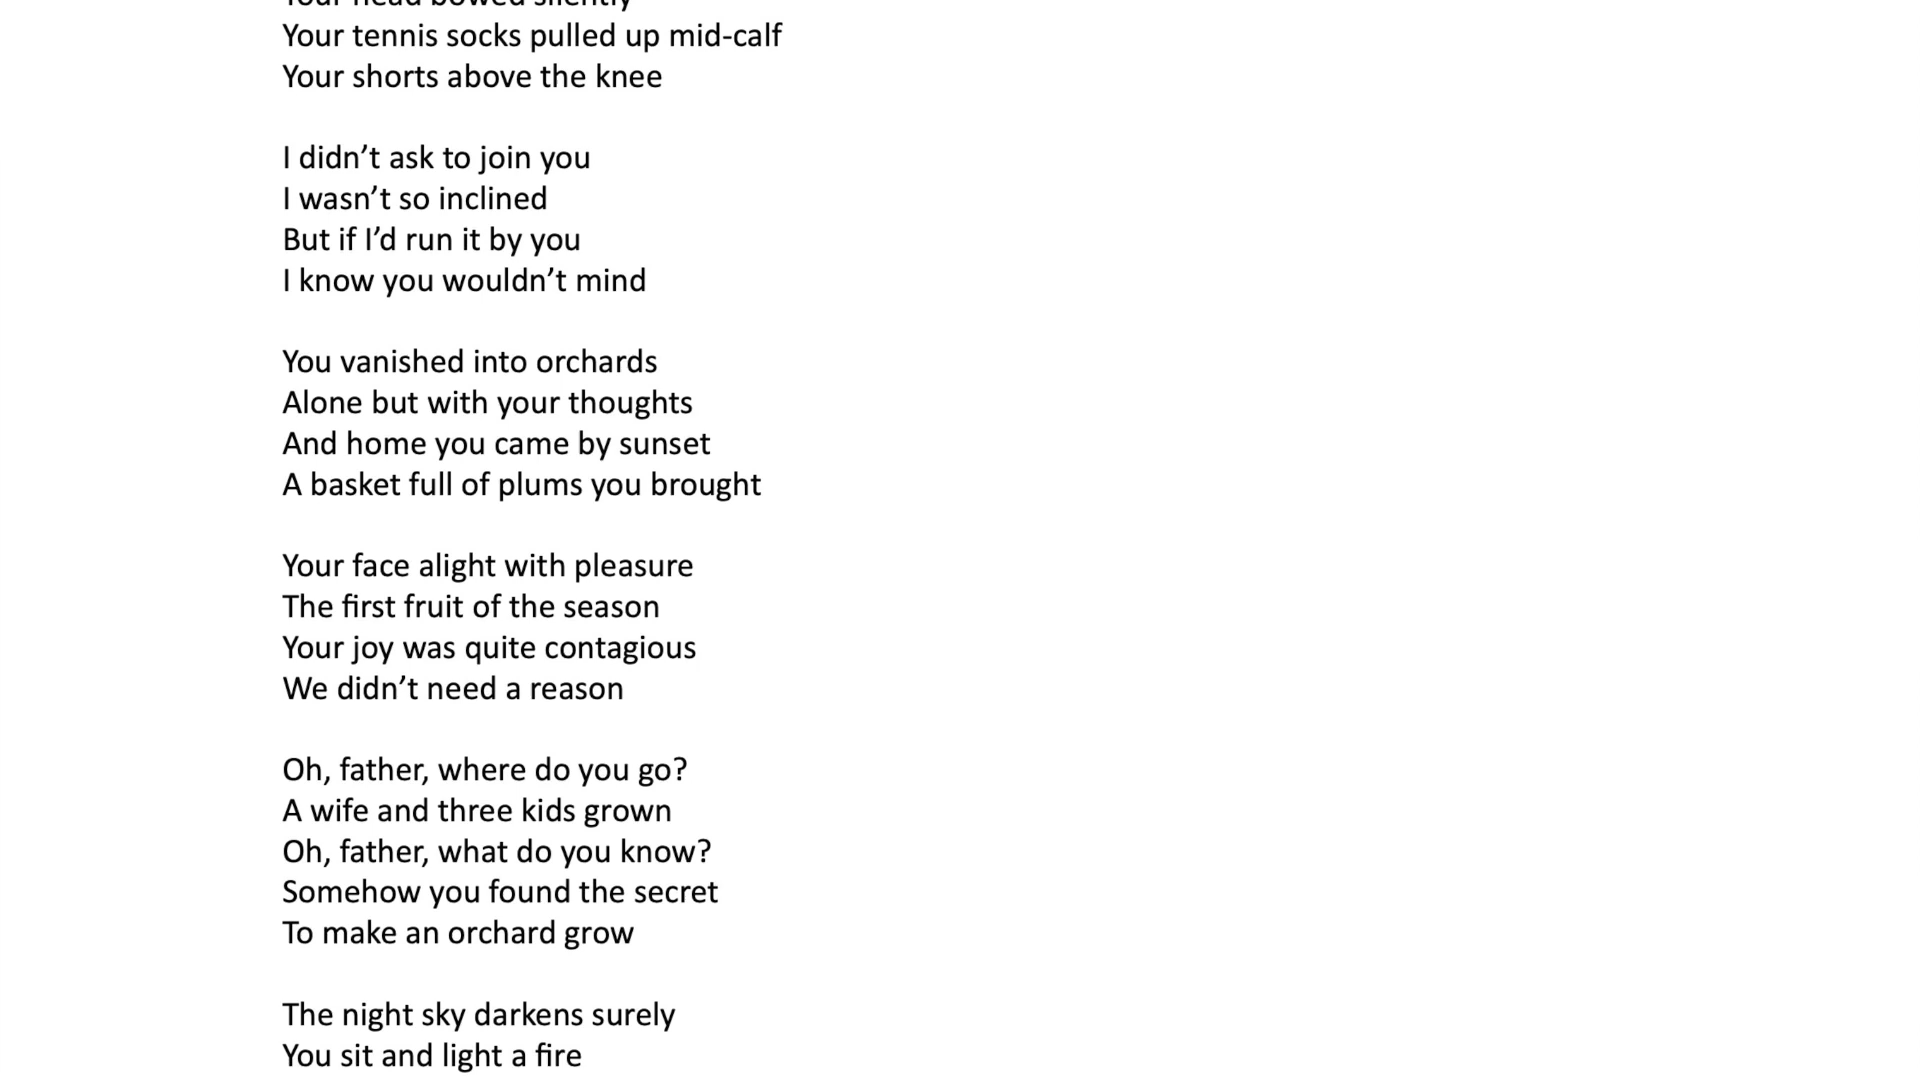 Your head bowed silently
Your tennis socks pulled up mid-calf
Your shorts above the knee
I didn’t ask to join you
I wasn’t so inclined
But if I’d run it by you
I know you wouldn’t mind
You vanished into orchards
Alone but with your thoughts
And home you came by sunset
A basket full of plums you brought
Your face alight with pleasure
The first fruit of the season
Your joy was quite contagious
We didn’t need a reason
Oh, father, where do you go?
A wife and three kids grown
Oh, father, what do you know?
Somehow you found the secret
To make an orchard grow
The night sky darkens surely
You sit and light a fire